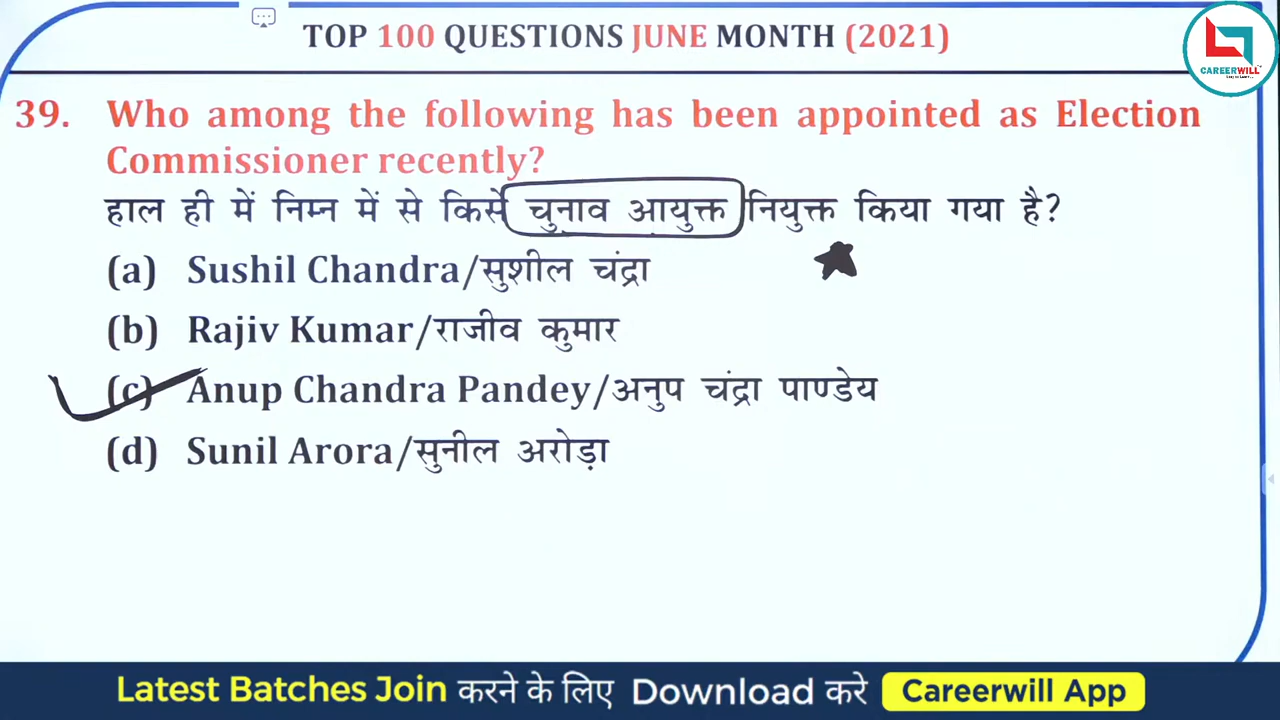 TOP 100 QUESTIONS JUNE MONTH (2021)
CAREERWILL
39. Who among the following has been appointed as Election
Commissioner recently?
हाल ही में निम्न में से किसे चुनाव आयुक्त नियुक्त किया गया है?
(a) Sushil Chandra/सुशील चंद्रा
(b) Rajiv Kumar/राजीव कुमार
(c) Anup Chandra Pandey/अनुप चंद्रा पाण्डेय
(d) Sunil Arora/सुनील अरोड़ा
Latest Batches Join करने के लिए Download करे Careerwill App